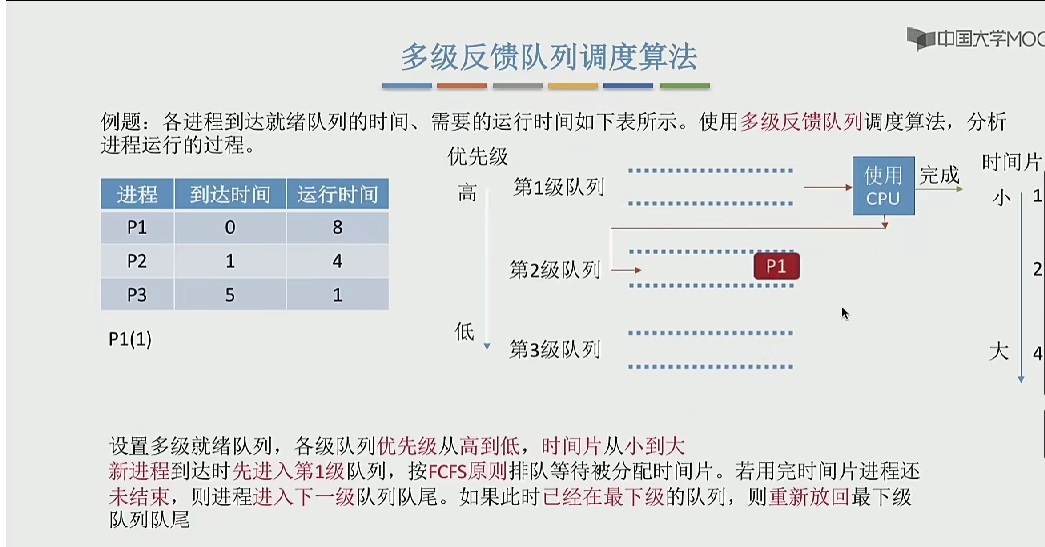 中国大学MOC
多级反馈队列调度算法
例题：各进程到达就绪队列的时间、需要的运行时间如下表所示。使用多级反馈队列调度算法，分析
进程运行的过程。
进程 到达时间 运行时间
P1 0 8
P2 1 4
P3 5 1
P1(1)
优先级
高
低
第1级队列
第2级队列
第3级队列
P1
使用
CPU
完成
时间片
小 1
2
大 4
设置多级就绪队列，各级队列优先级从高到低，时间片从小到大
新进程到达时先进入第1级队列，按FCFS原则排队等待被分配时间片。若用完时间片进程还
未结束，则进程进入下一级队列队尾。如果此时已经在最下级的队列，则重新放回最下级
队列队尾